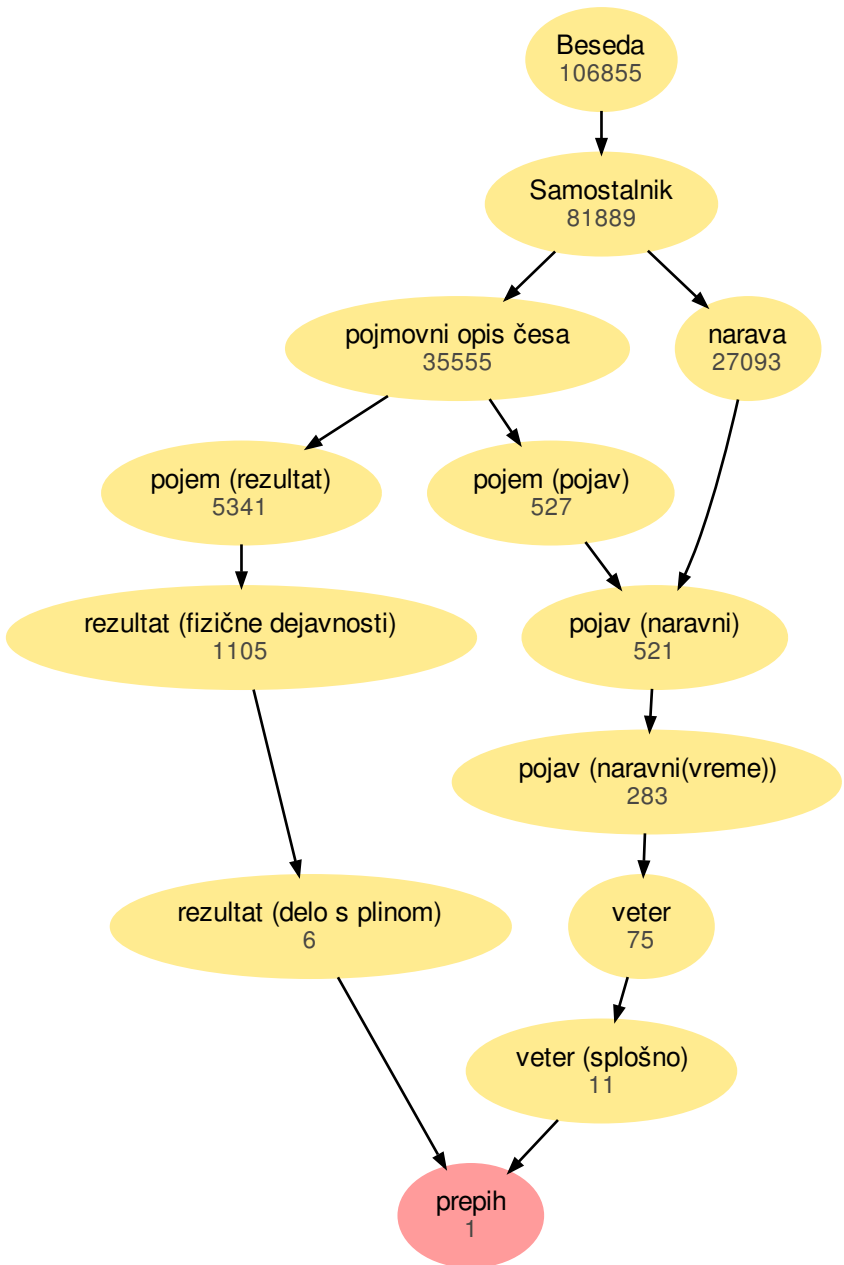 Beseda
106855
Samostalnik
81889
pojmovni opis česa
35555
narava
27093
pojem (rezultat)
5341
pojem (pojav)
527
rezultat (fizične dejavnosti)
1105
pojav (naravni)
521
pojav (naravni(vreme))
283
rezultat (delo s plinom)
6
veter
75
veter (splošno)
11
prepih
1